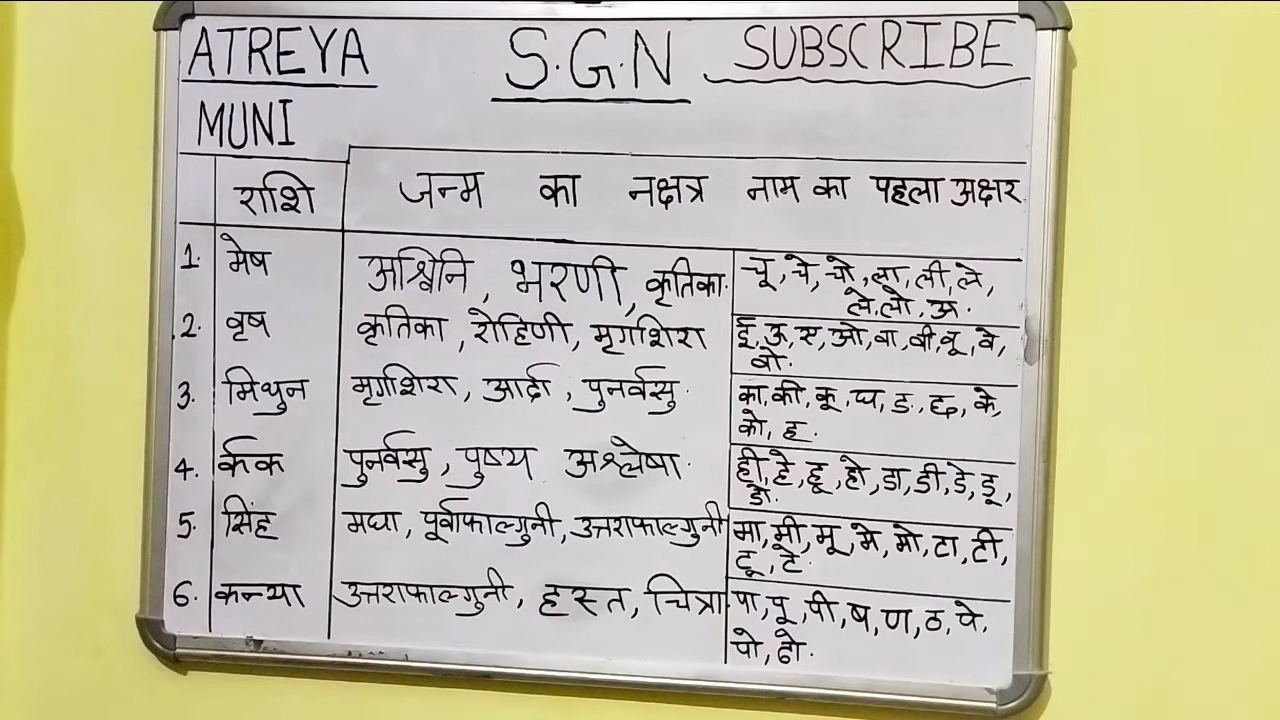 ATREYA S.G.N SUBSCRIBE
MUNI
राशि जन्म का नक्षत्र नाम का पहला अक्षर
1. मेष अश्विनि, भरणी, कृतिका. चू, चे, चो, ला, ली, ले,
ले, लो, अ.
2. वृष कृतिका, रोहिणी, मृगशिरा ई, ऊ, ए, ओ, वा, वी, वू, वे,
वो.
3. मिथुन मृगशिरा, आर्द्रा, पुनर्वसु. का, की, कू, घ, ड., छ, के,
को, ह.
4. र्कक पुनर्वसु, पुष्य अश्लेषा. ही, हे, हू, हो, डा, डी, डे, डू,
डो.
5. सिंह मघा, पूर्वाफाल्गुनी, उत्तराफाल्गुनी मा, मी, मू, मे, मो, टा, टी,
टू, टे.
6. कन्या उत्तराफाल्गुनी, हस्त, चित्रा पा, पू, पी, ष, ण, ठ, पे,
पो, ढो.